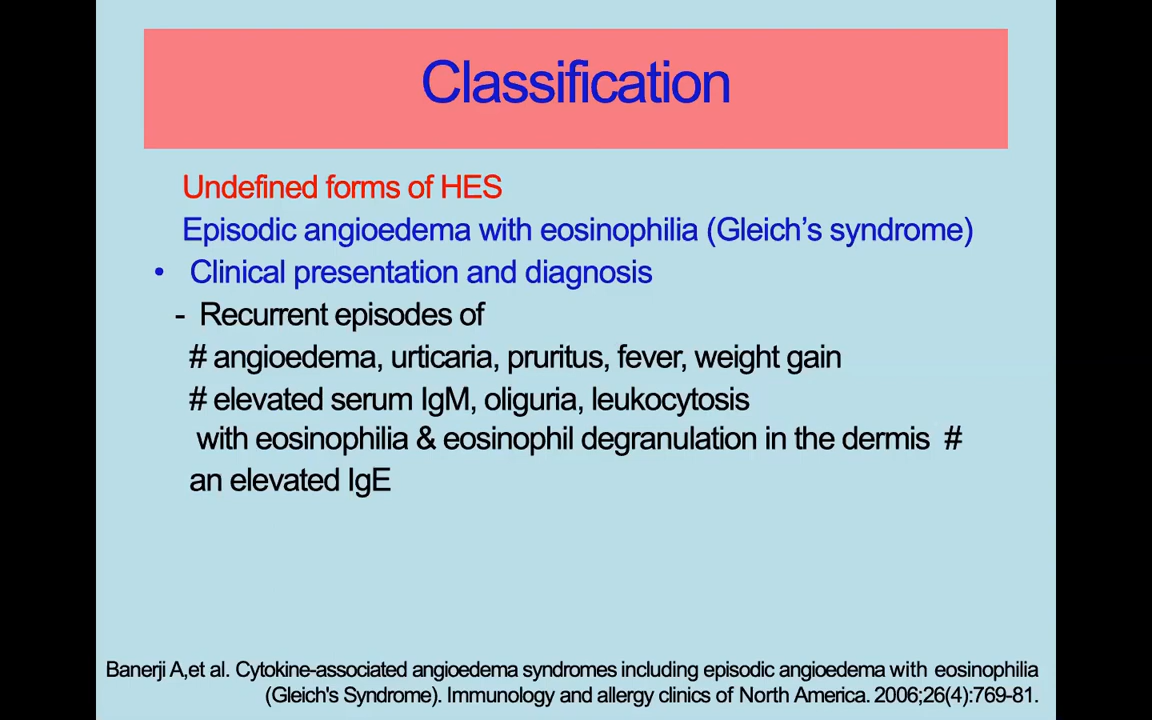 Classification
Undefined forms of HES
Episodic angioedema with eosinophilia (Gleich's syndrome)
• Clinical presentation and diagnosis
- Recurrent episodes of
# angioedema, urticaria, pruritus, fever, weight gain
# elevated serum IgM, oliguria, leukocytosis
with eosinophilia & eosinophil degranulation in the dermis #
an elevated IgE
Banerji A,et al. Cytokine-associated angioedema syndromes including episodic angioedema with eosinophilia
(Gleich's Syndrome). Immunology and allergy clinics of North America. 2006;26(4):769-81.